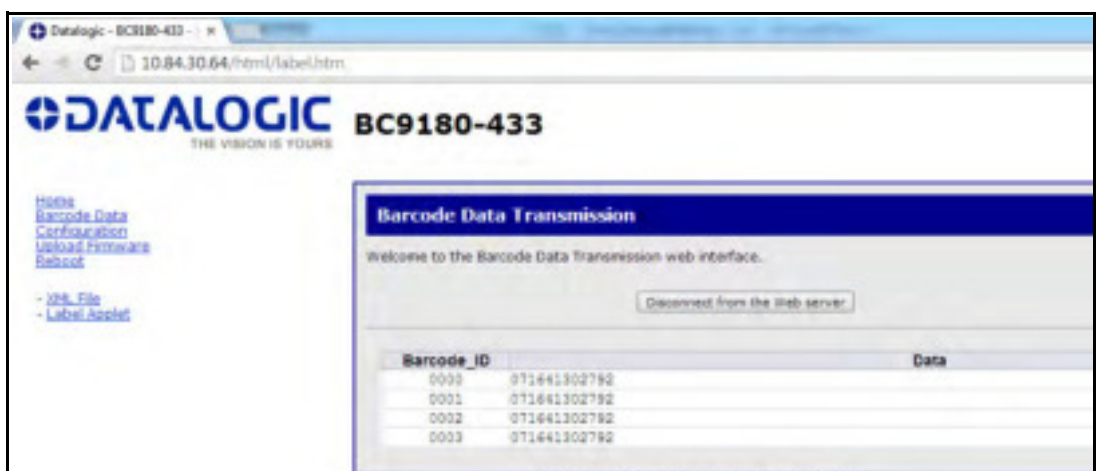 Datalogic - BC9180-433 -
10.84.30.64/html/label.htm
DATALOGIC
THE VISION IS YOURS
BC9180-433
Home
Barcode Data
Configuration
Upload Firmware
Reboot
- XML File
- Label Applet
Barcode Data Transmission
Welcome to the Barcode Data Transmission web interface.
Disconnect from the Web server
Barcode_ID Data
0000 071641302792
0001 071641302792
0002 071641302792
0003 071641302792